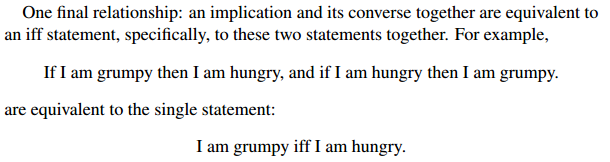 One final relationship: an implication and its converse together are equivalent to
an iff statement, specifically, to these two statements together. For example,
If I am grumpy then I am hungry, and if I am hungry then I am grumpy.
are equivalent to the single statement:
I am grumpy iff I am hungry.